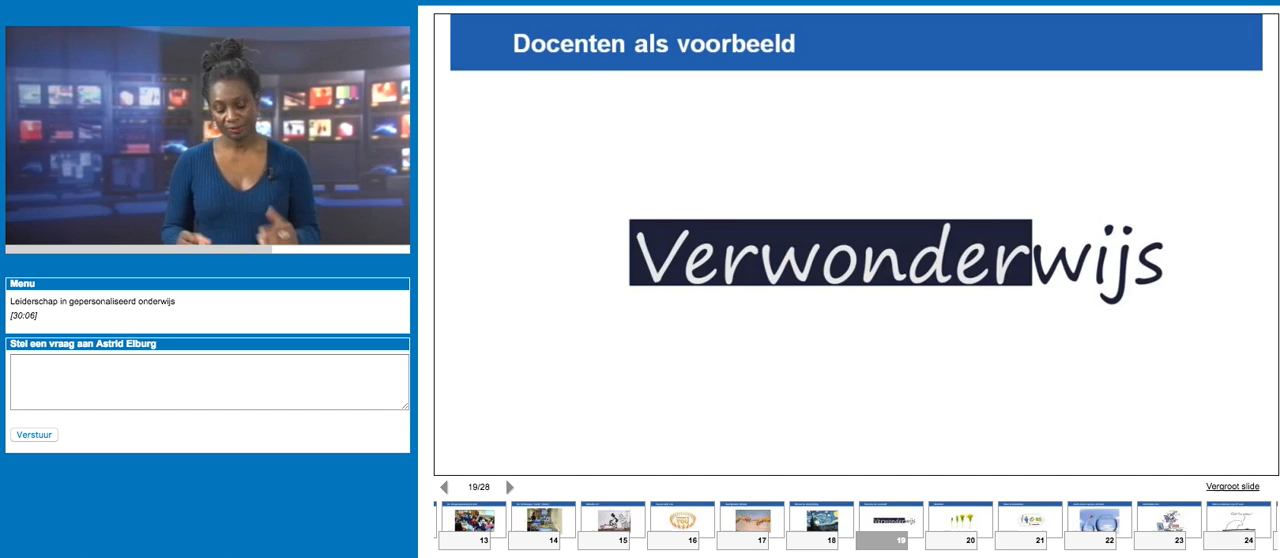 Docenten als voorbeeld
Verwonderwijs
Menu
Leiderschap in gepersonaliseerd onderwijs
[30:06]
Stel een vraag aan Astrid Elburg
Verstuur
19/28
Vergroot slide
13
14
15
16
17
18
19
20
21
22
23
24